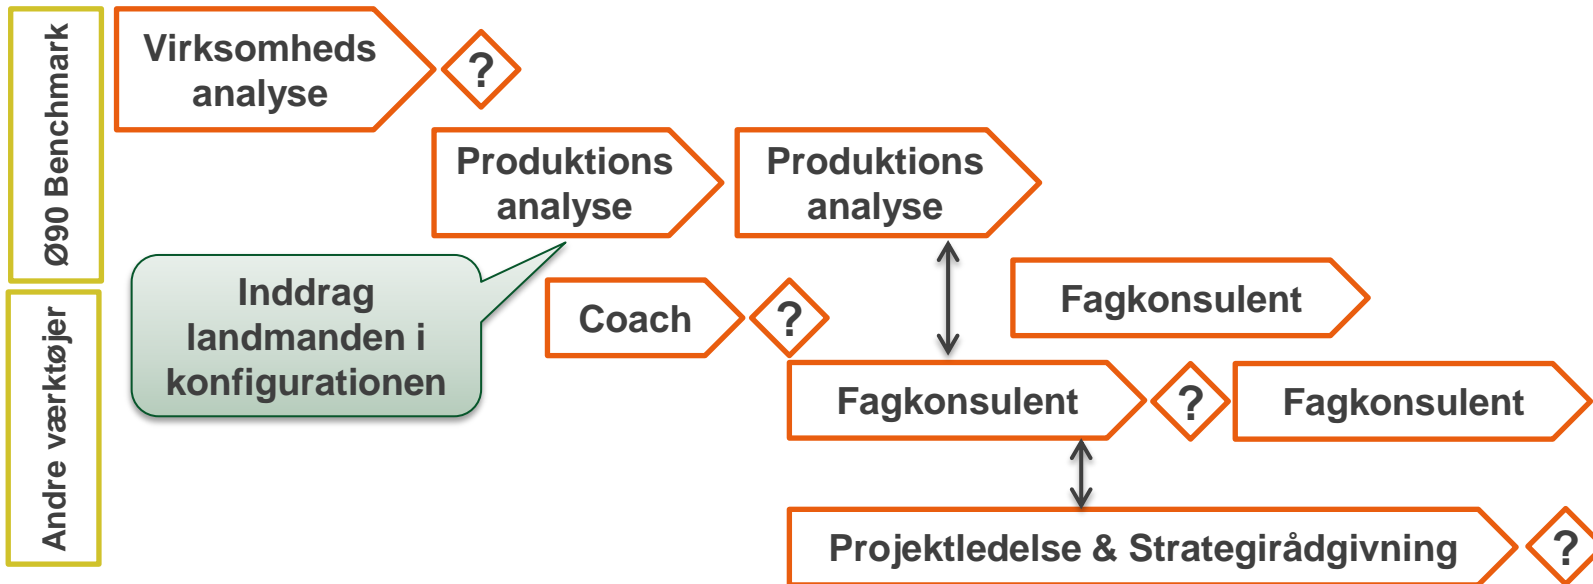 Ø90 Benchmark
Virksomheds
analyse
?
Produktions
analyse
Produktions
analyse
Inddrag
landmanden i
konfigurationen
Andre værktøjer
Coach
?
Fagkonsulent
Fagkonsulent
?
Fagkonsulent
Projektledelse & Strategirådgivning
?